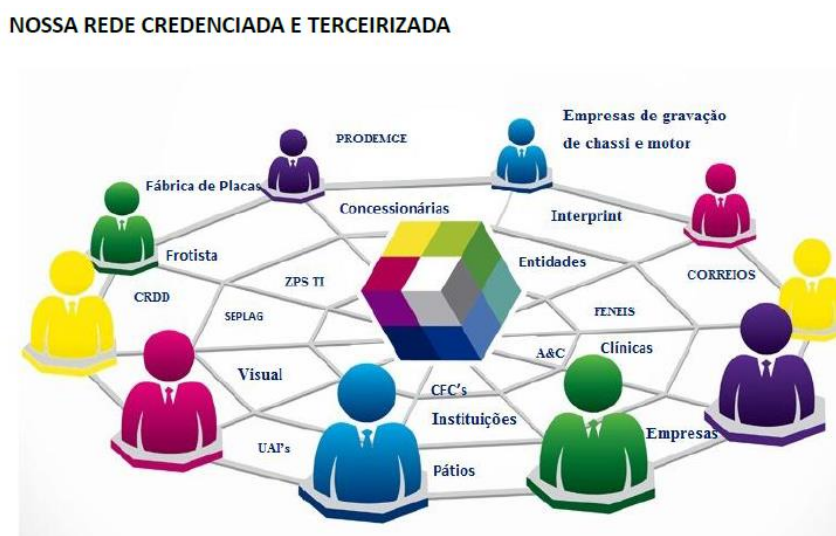 NOSSA REDE CREDENCIADA E TERCEIRIZADA
PRODEMGE
Empresas de gravação
de chassi e motor
Fábrica de Placas
Concessionárias
Interprint
Frotista
Entidades
CORREIOS
ZPS TI
CRDD
SEPLAG
FENEIS
A&C
Clínicas
Visual
CFC's
Instituições
Empresas
UAI's
Pátios